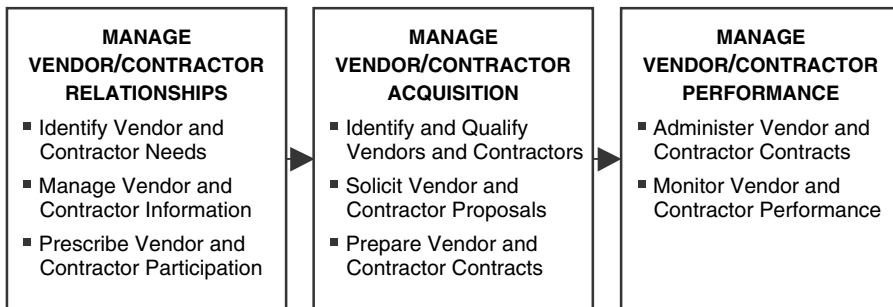 MANAGE
VENDOR/CONTRACTOR
RELATIONSHIPS
▪ Identify Vendor and
Contractor Needs
▪ Manage Vendor and
Contractor Information
▪ Prescribe Vendor and
Contractor Participation
MANAGE
VENDOR/CONTRACTOR
ACQUISITION
▪ Identify and Qualify
Vendors and Contractors
▪ Solicit Vendor and
Contractor Proposals
▪ Prepare Vendor and
Contractor Contracts
MANAGE
VENDOR/CONTRACTOR
PERFORMANCE
▪ Administer Vendor and
Contractor Contracts
▪ Monitor Vendor and
Contractor Performance